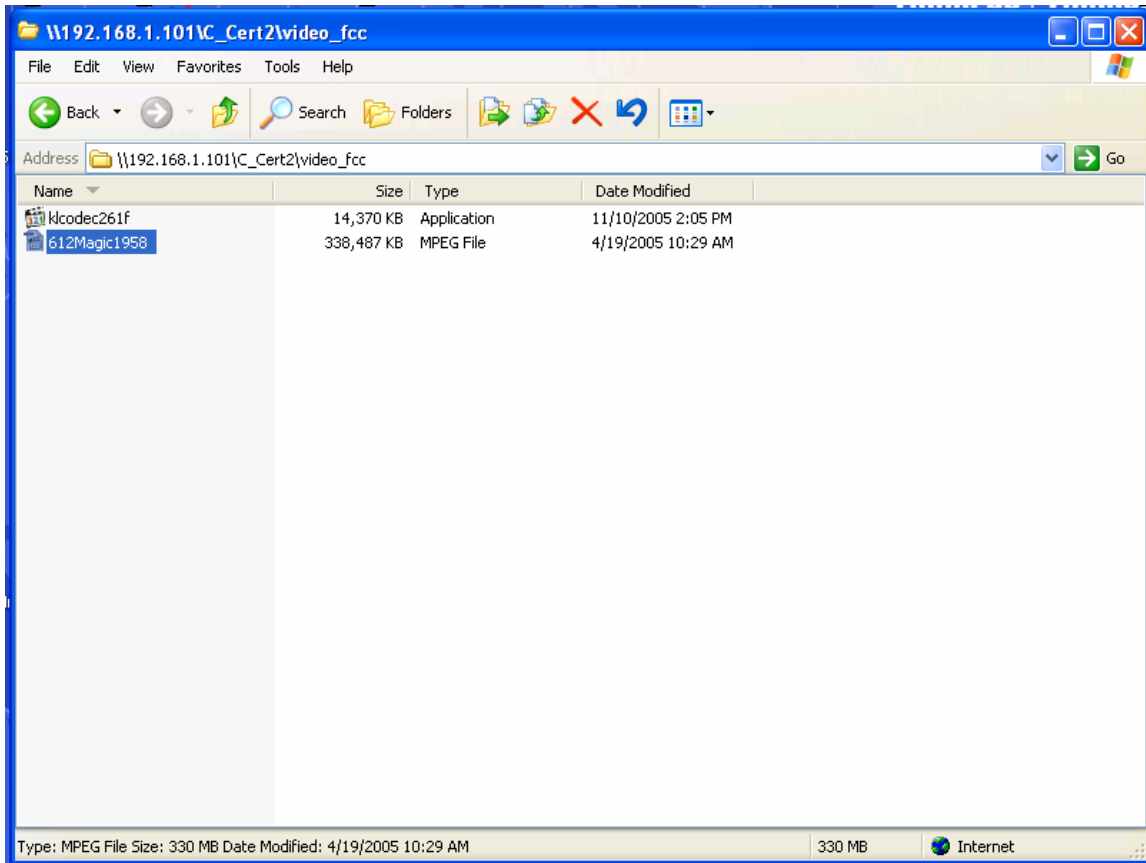 \\192.168.1.101\C_Cert2\video_fcc
File Edit View Favorites Tools Help
Back Search Folders
Address \\192.168.1.101\C_Cert2\video_fcc Go
Name Size Type Date Modified
klcodec261f 14,370 KB Application 11/10/2005 2:05 PM
612Magic1958 338,487 KB MPEG File 4/19/2005 10:29 AM
Type: MPEG File Size: 330 MB Date Modified: 4/19/2005 10:29 AM 330 MB Internet